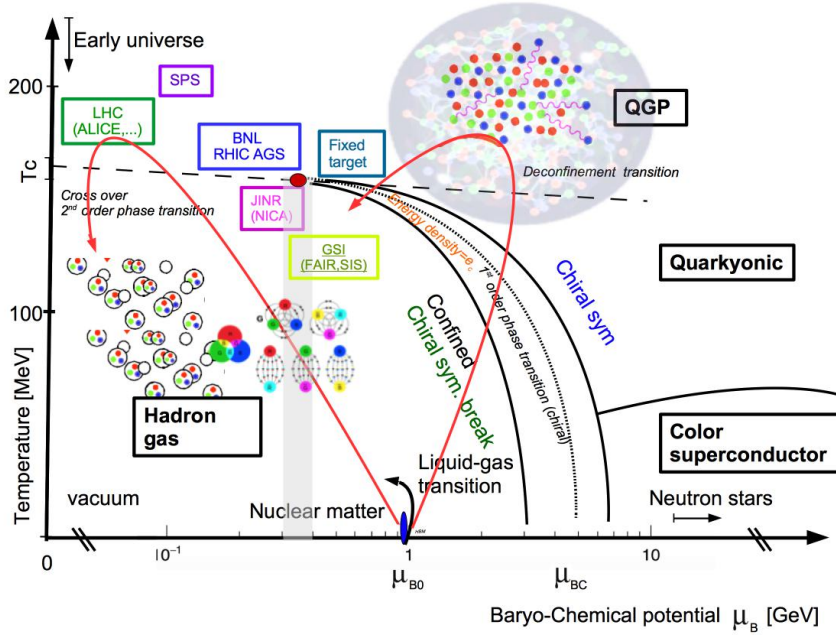 Early universe
200
SPS
LHC
(ALICE,...)
BNL
RHIC AGS
Fixed
target
QGP
Tc
Deconfinement transition
Cross over
2nd order phase transition
JINR
(NICA)
GSI
(FAIR,SIS)
Energy density=ec
1st order phase transition (chiral)
Chiral sym
Quarkyonic
100
Confined
Chiral sym. break
Temperature [MeV]
Hadron
gas
Color
superconductor
Liquid-gas
transition
vacuum
Nuclear matter
Neutron stars
0
10⁻¹
1
10
μB0
μBC
Baryo-Chemical potential μB [GeV]